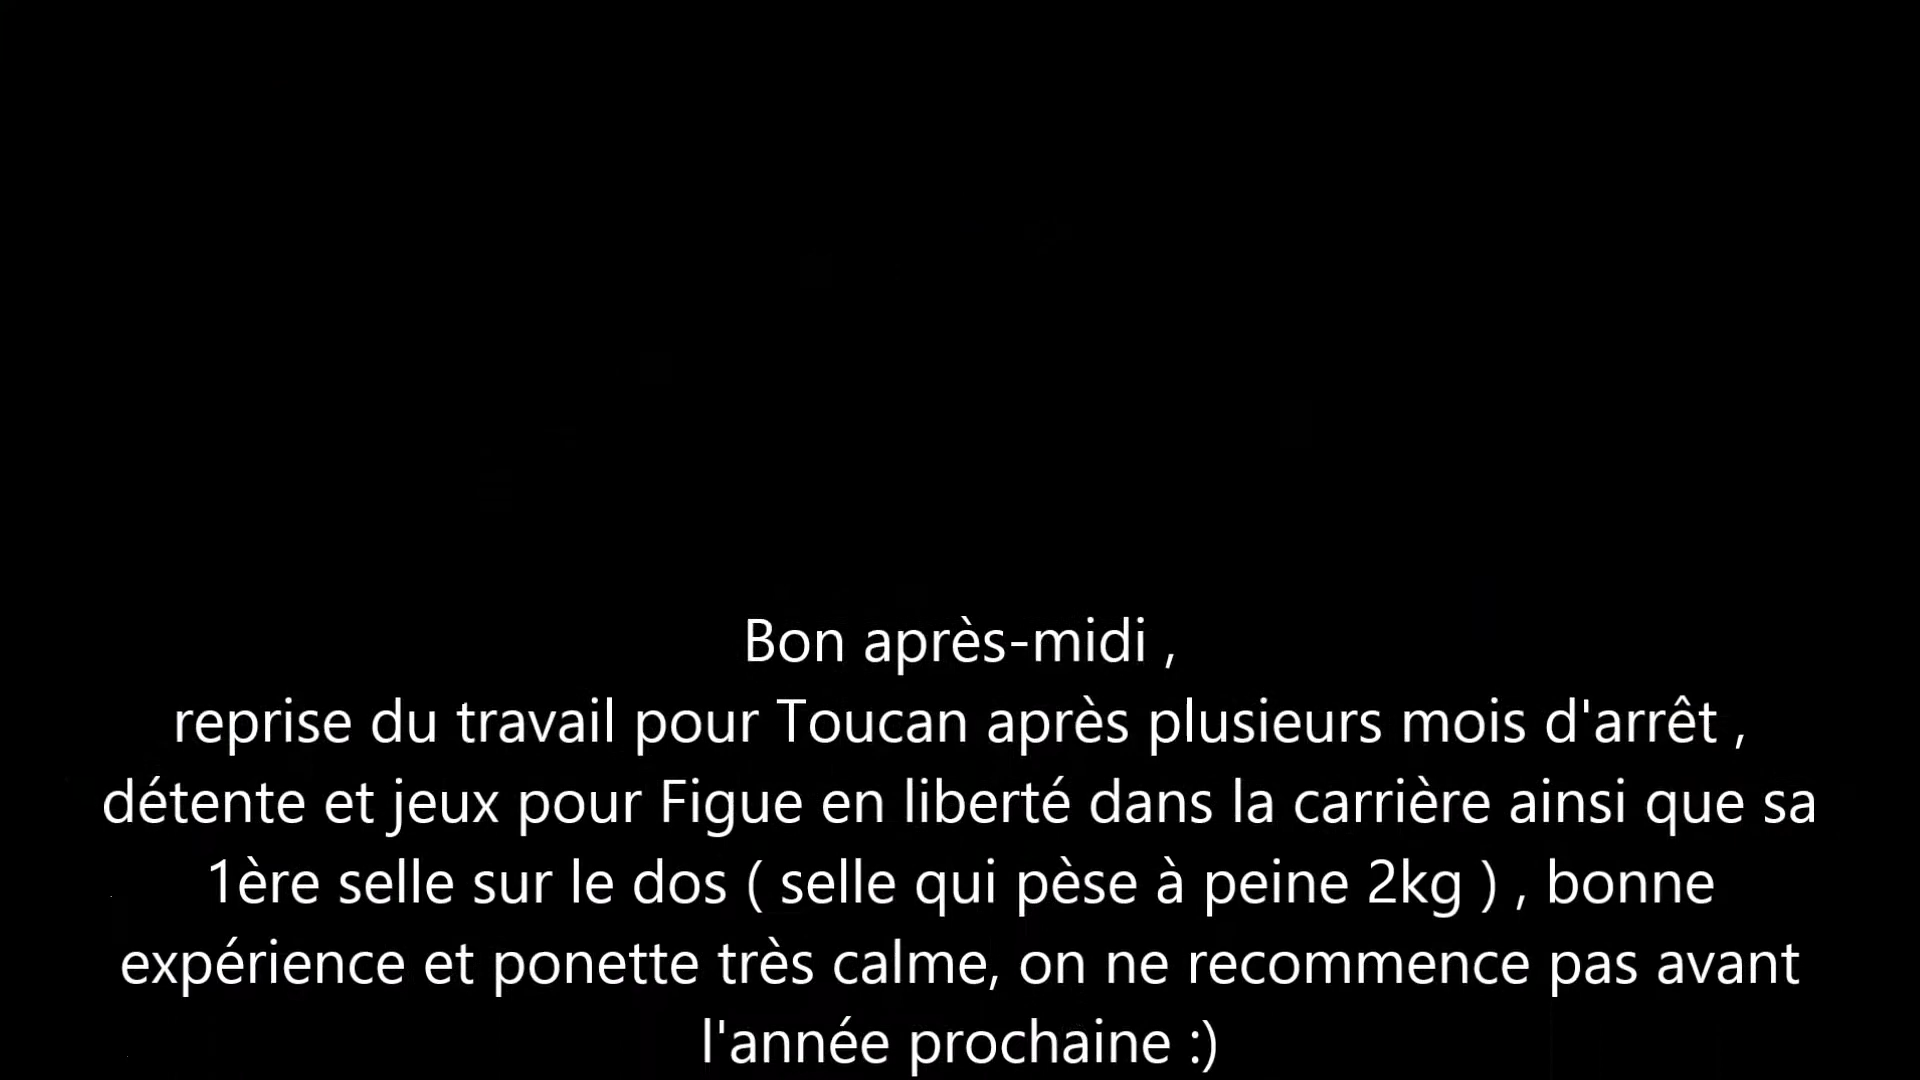 Bon après-midi ,
reprise du travail pour Toucan après plusieurs mois d'arrêt ,
détente et jeux pour Figue en liberté dans la carrière ainsi que sa
1ère selle sur le dos ( selle qui pèse à peine 2kg ) , bonne
expérience et ponette très calme, on ne recommence pas avant
l'année prochaine :)